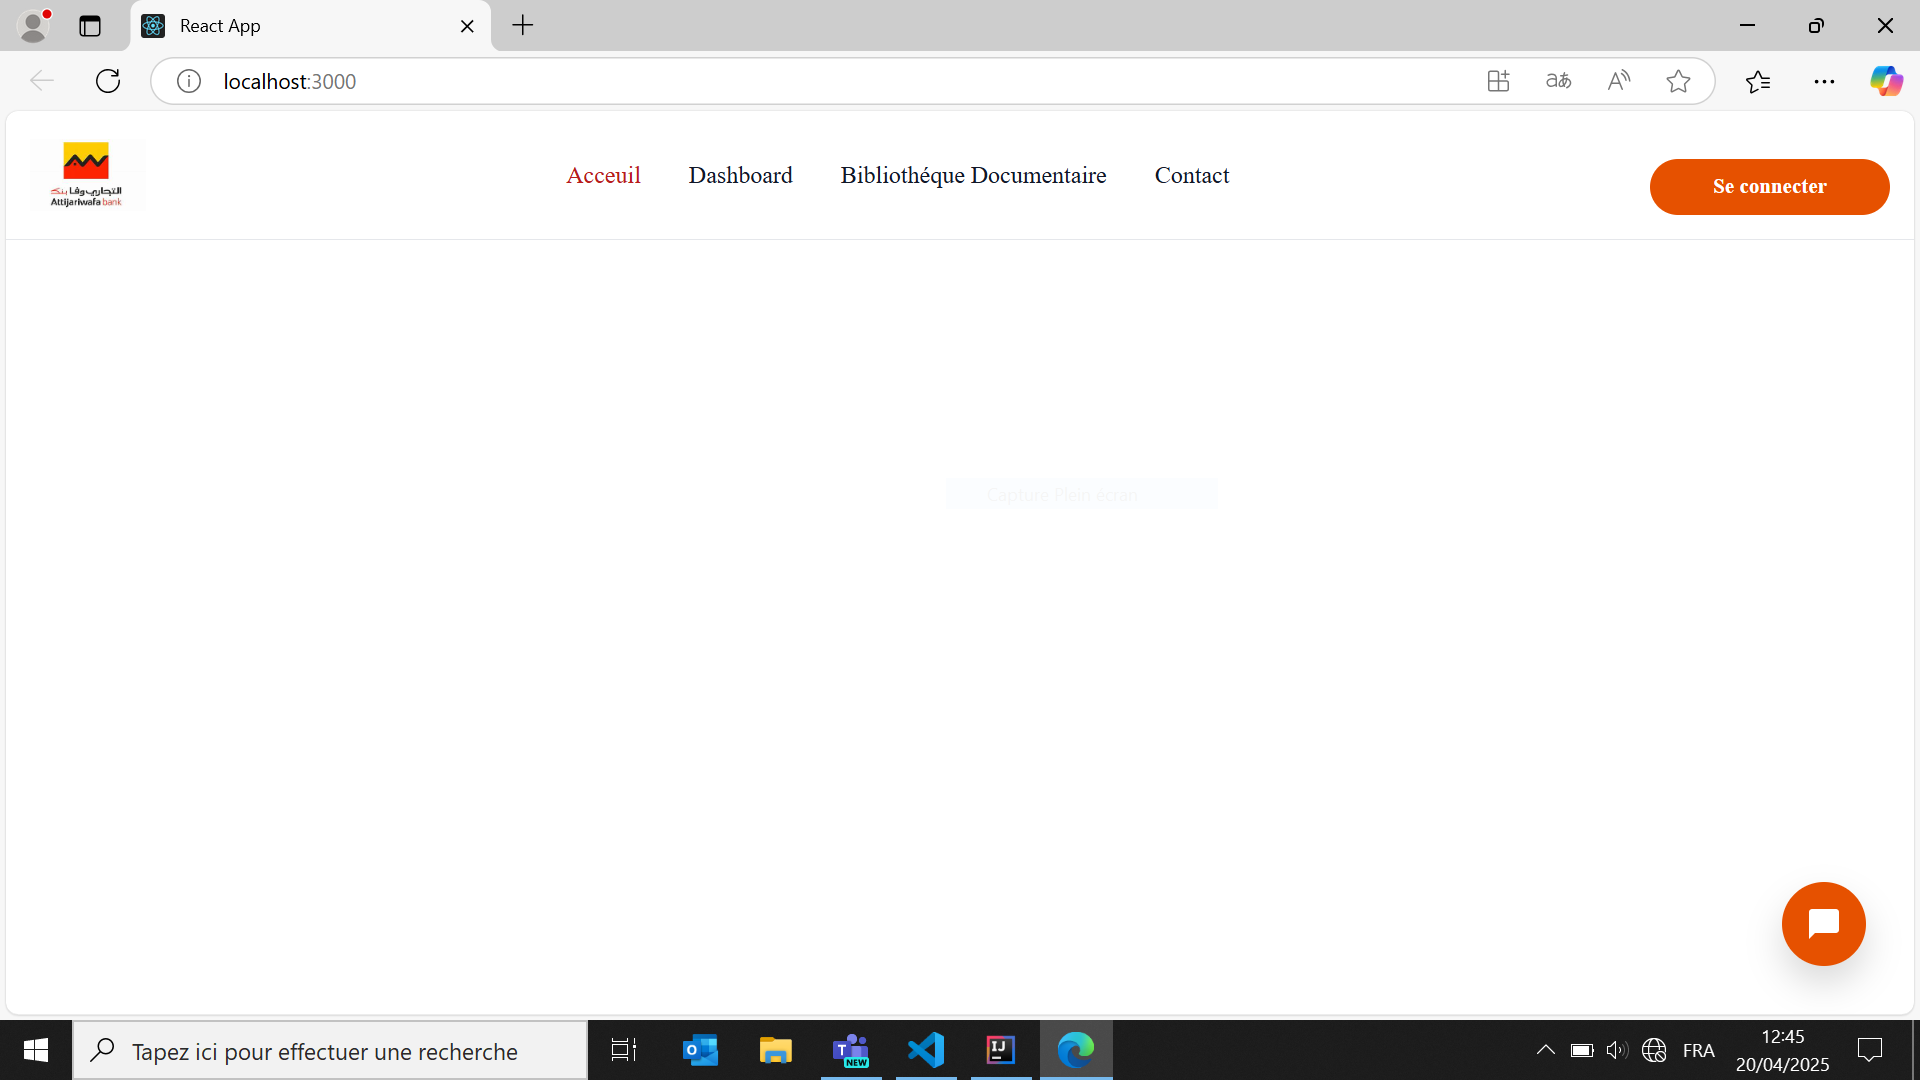 React App
localhost:3000
التجاري وفا بنك
Attijariwafa bank
Acceuil
Dashboard
Bibliothéque Documentaire
Contact
Se connecter
Capture Plein écran
Tapez ici pour effectuer une recherche
NEW
FRA
12:45
20/04/2025